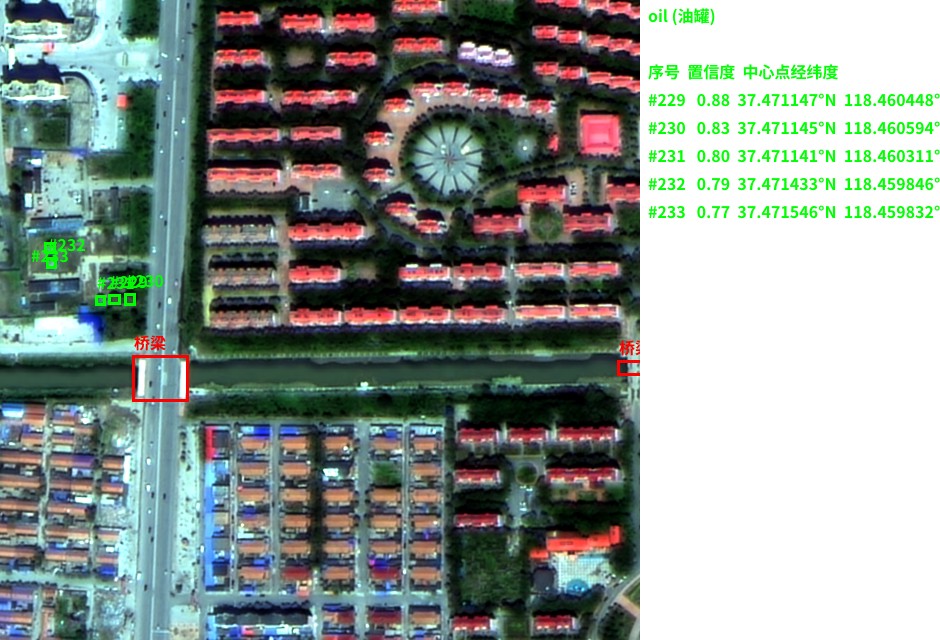 oil (油罐)
序号 置信度 中心点经纬度
#229 0.88 37.471147°N 118.460448°
#230 0.83 37.471145°N 118.460594°
#231 0.80 37.471141°N 118.460311°
#232 0.79 37.471433°N 118.459846°
#233 0.77 37.471546°N 118.459832°
#232
桥梁